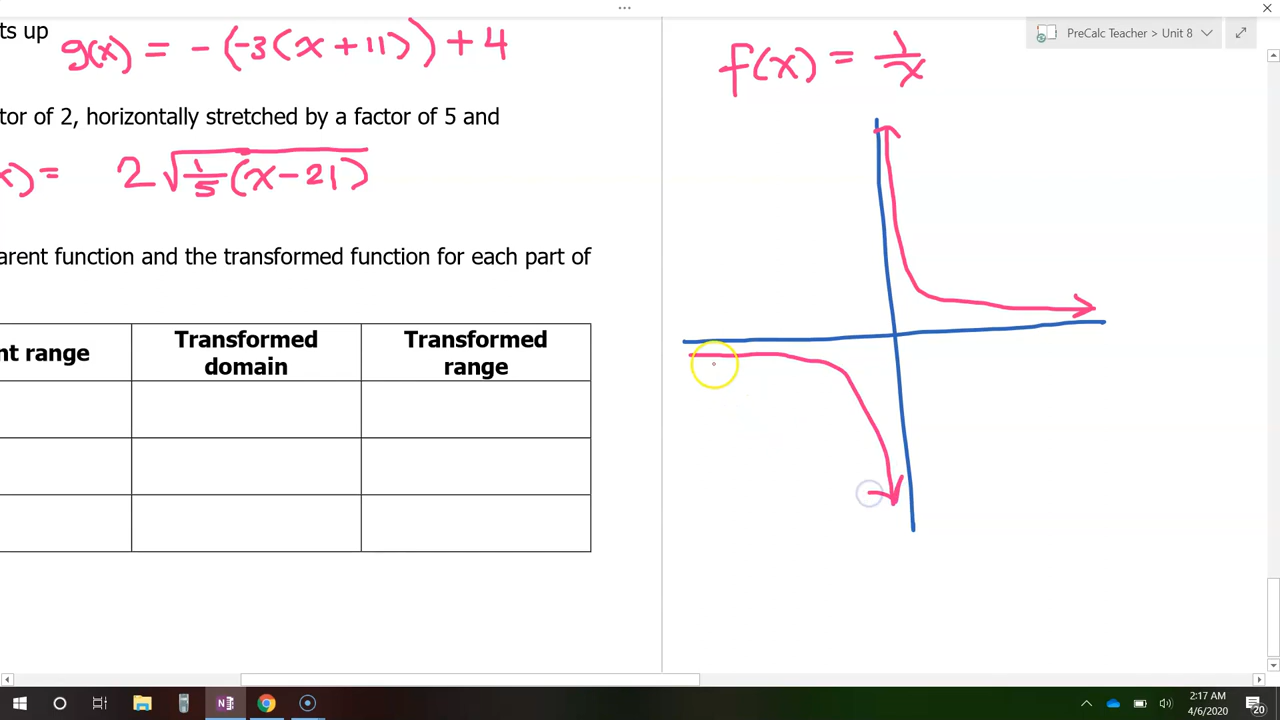 ...
PreCalc Teacher > Unit 8
ts up
g(x) = -(-3(x+11))+4
f(x) = 1/x
tor of 2, horizontally stretched by a factor of 5 and
x) = 2√(1/5(x-21))
arent function and the transformed function for each part of
nt range
Transformed domain
Transformed range
2:17 AM
4/6/2020
20